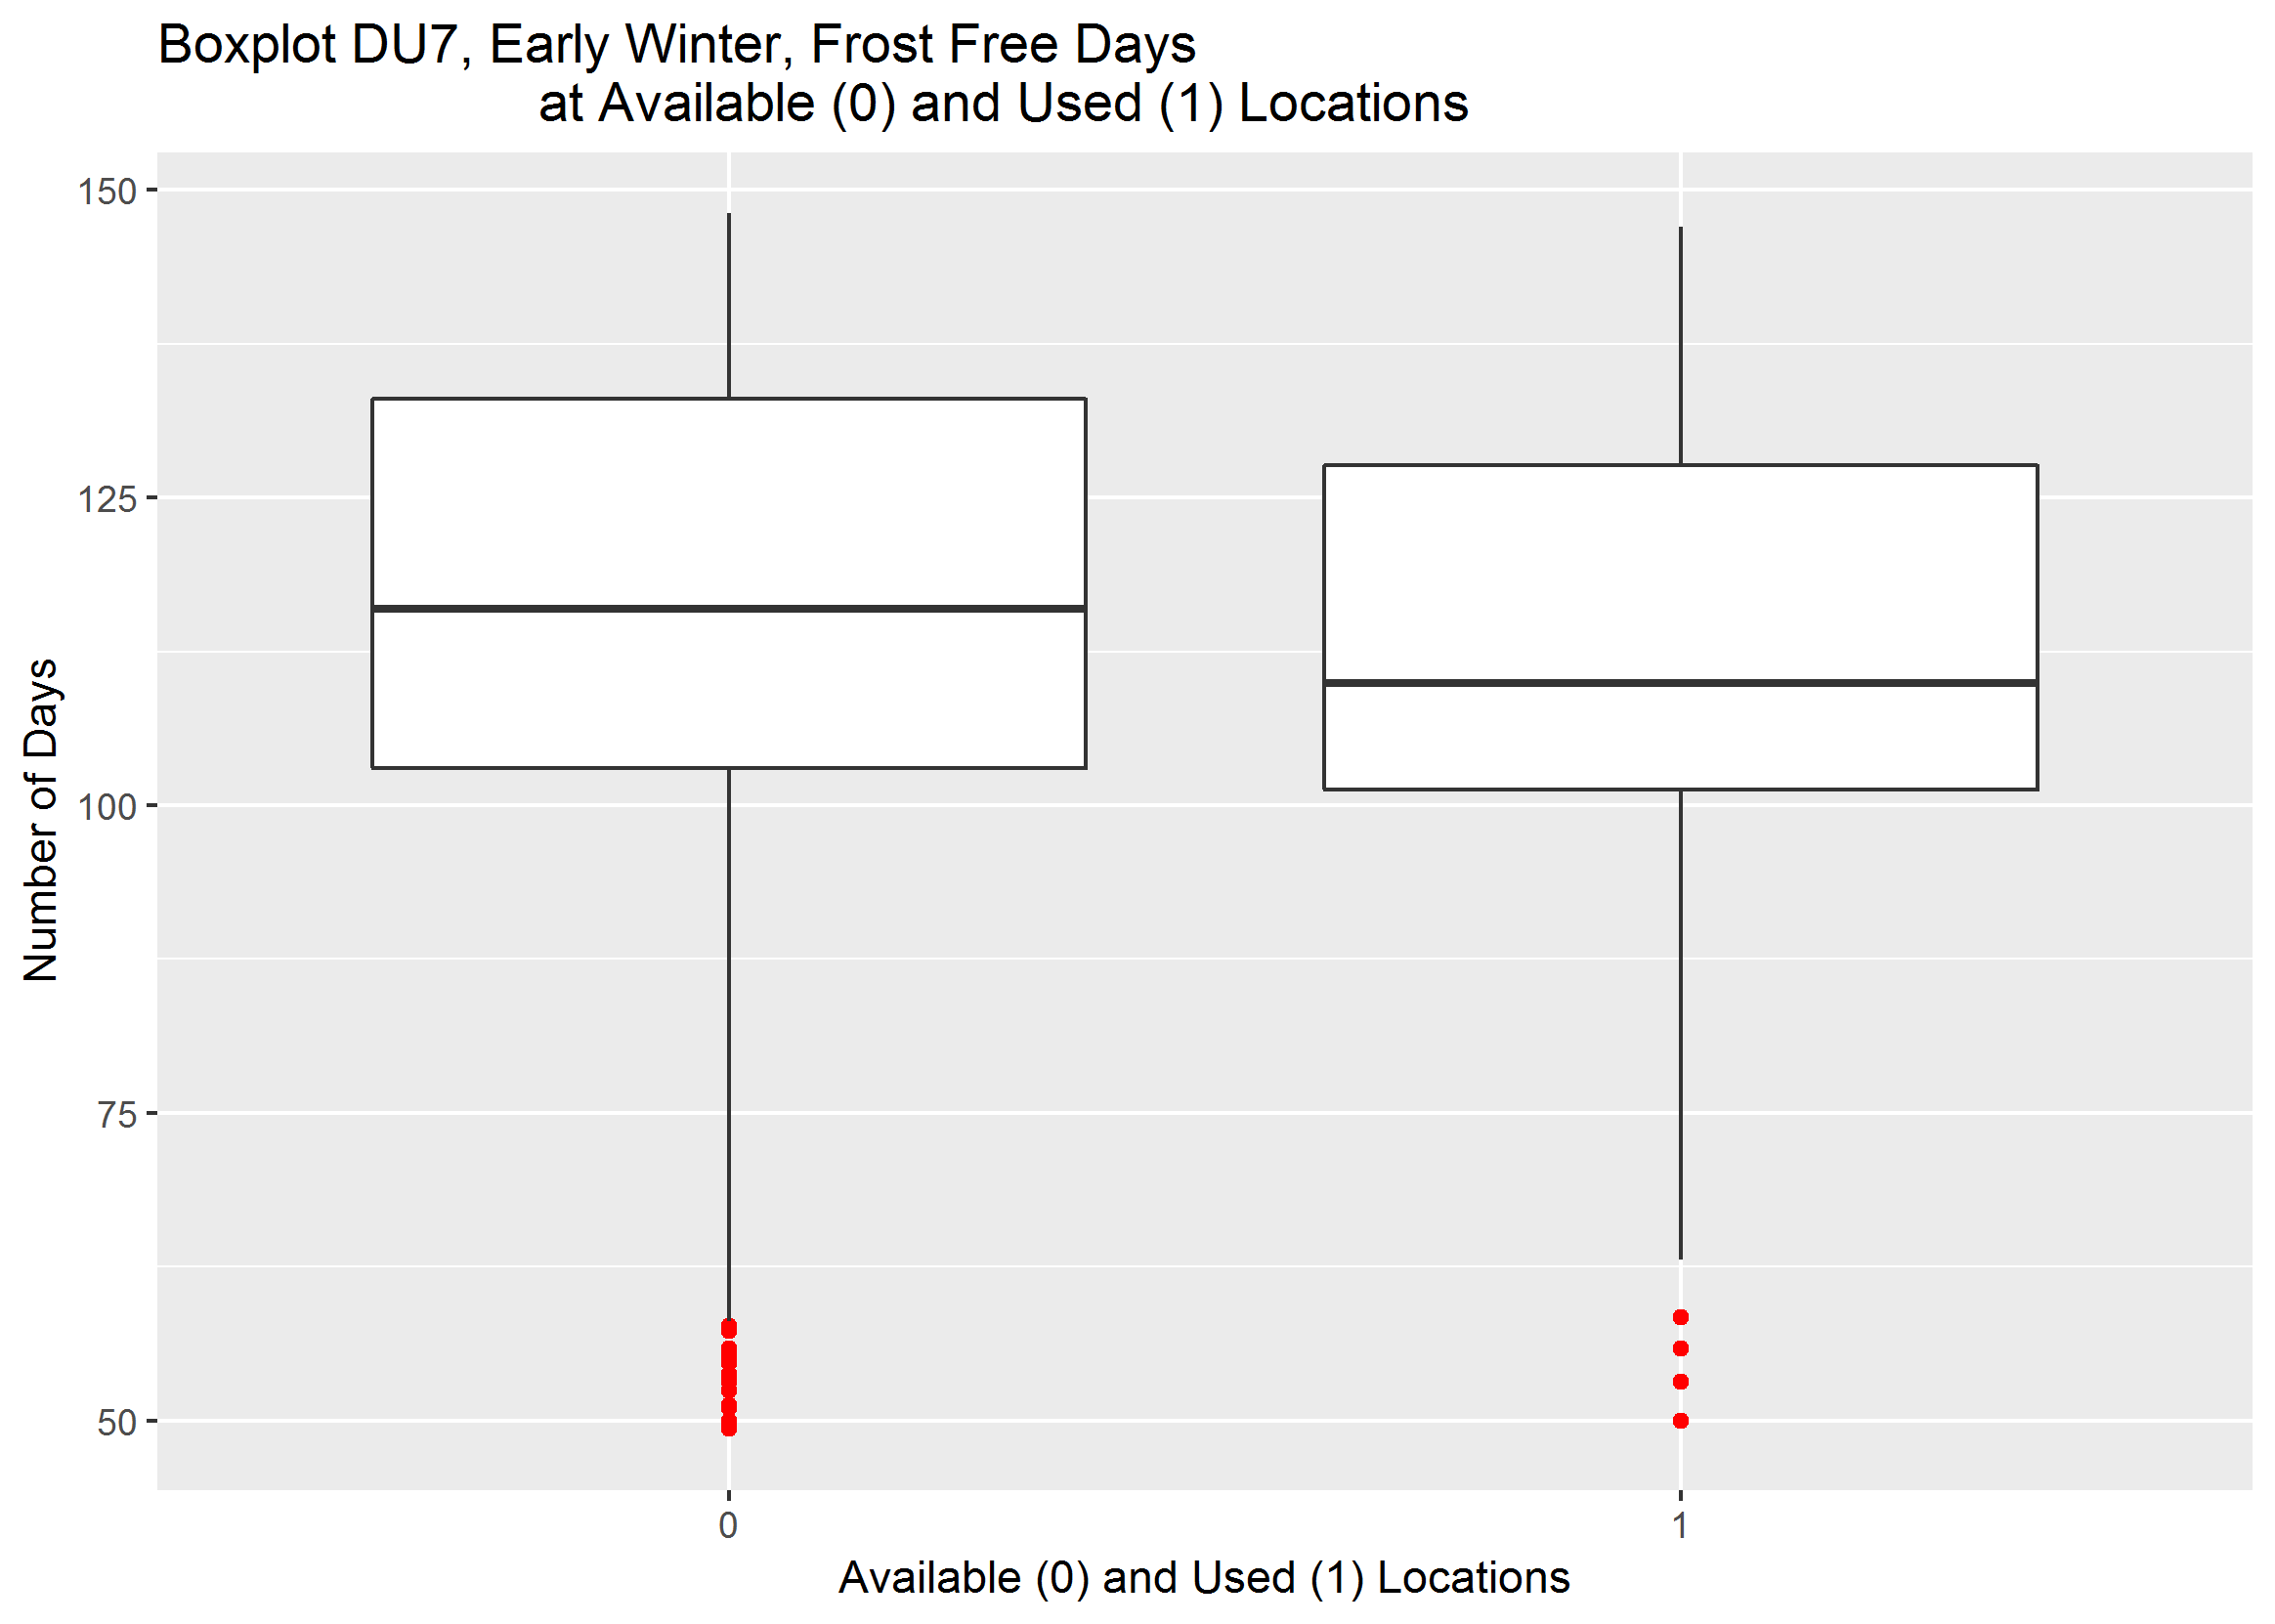 Boxplot DU7, Early Winter, Frost Free Days
at Available (0) and Used (1) Locations
150
125
100
75
50
Number of Days
0
1
Available (0) and Used (1) Locations